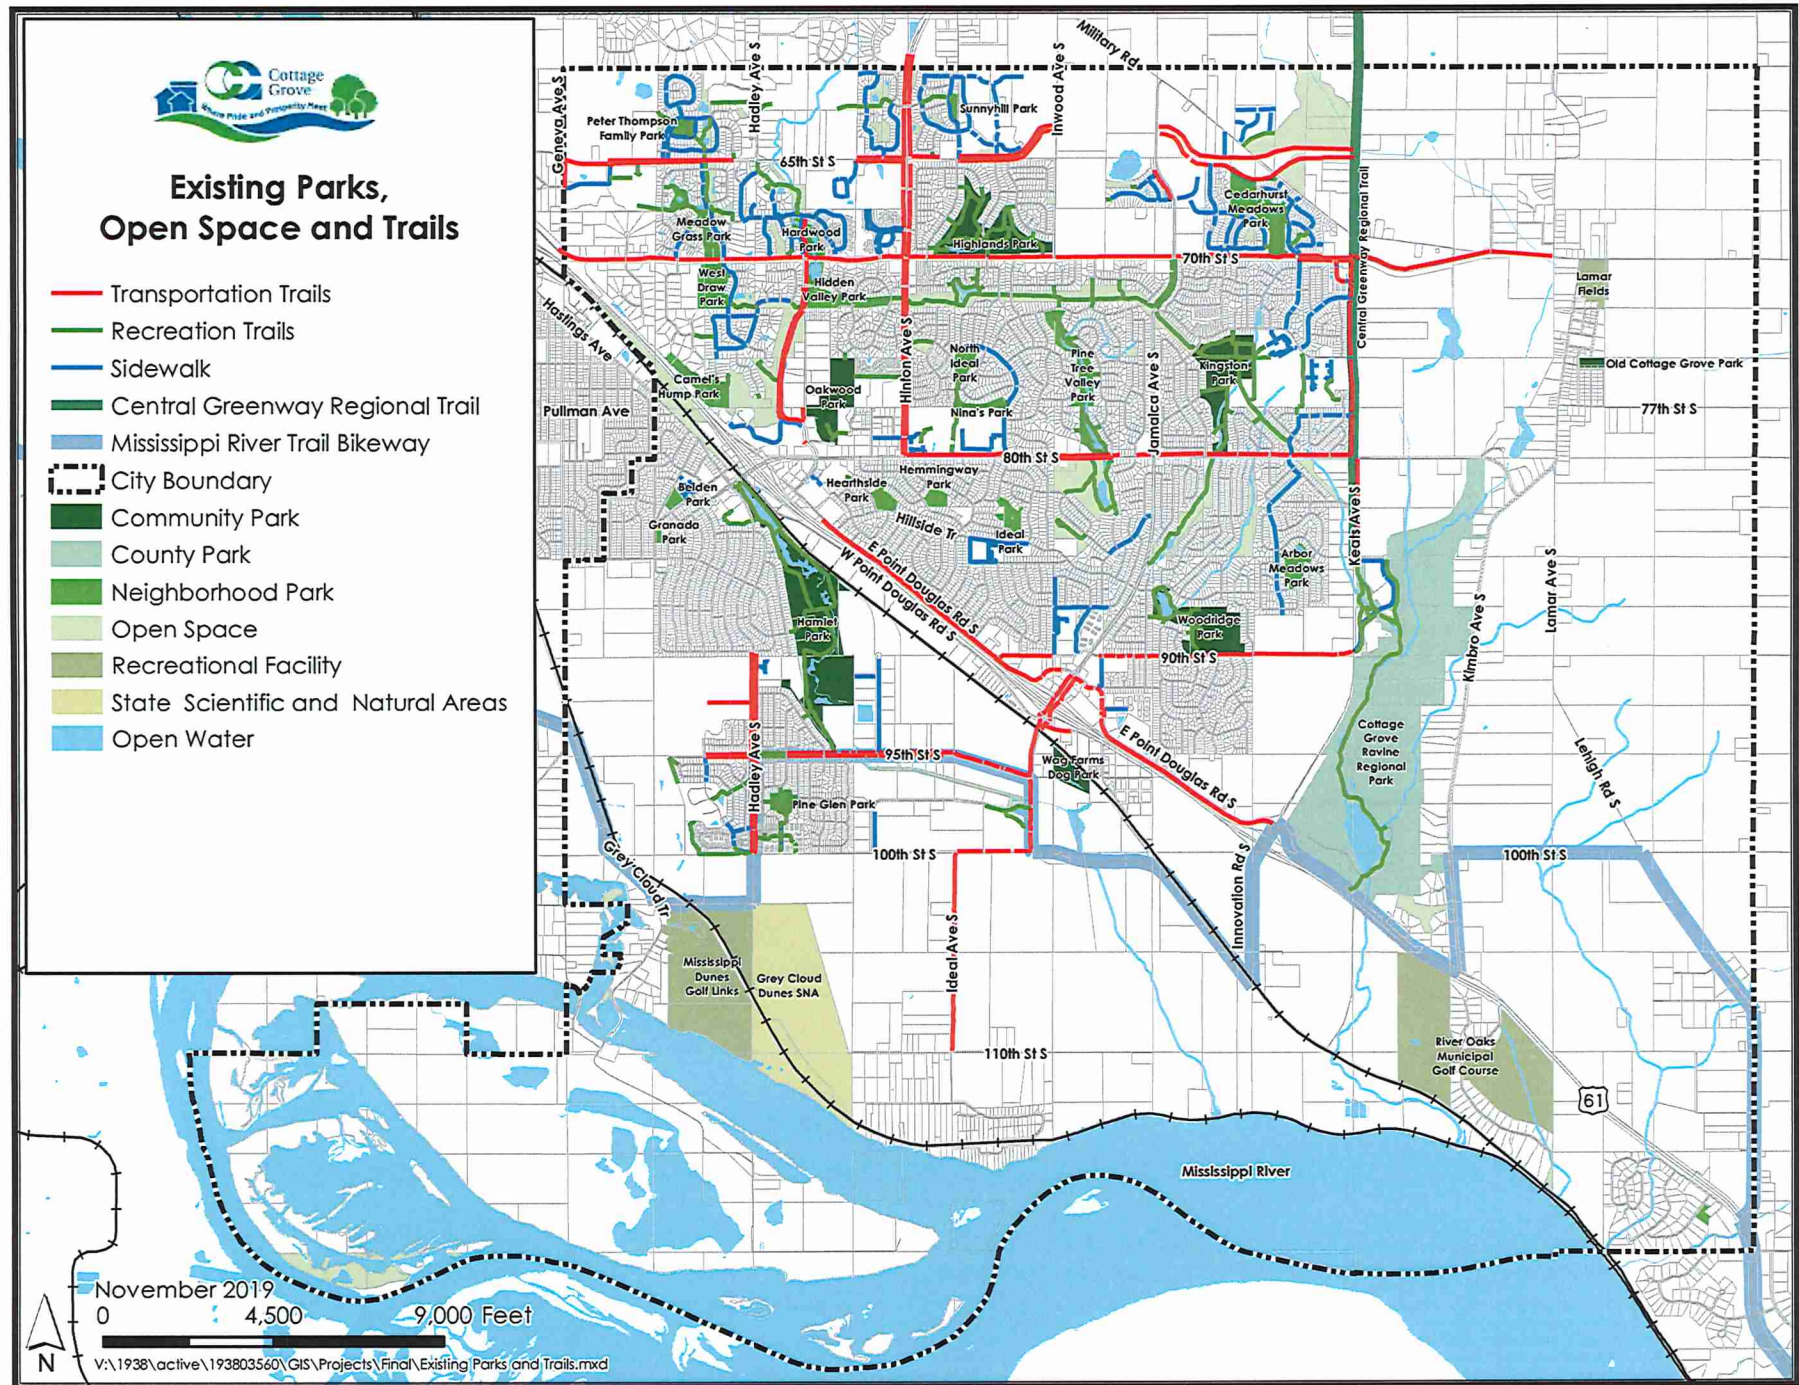 Cottage
Grove
Where Pride and Prosperity Meet
Existing Parks,
Open Space and Trails
Transportation Trails
Recreation Trails
Sidewalk
Central Greenway Regional Trail
Mississippi River Trail Bikeway
City Boundary
Community Park
County Park
Neighborhood Park
Open Space
Recreational Facility
State Scientific and Natural Areas
Open Water
November 2019
0 4,500 9,000 Feet
N
V:\1938\active\193803560\GIS\Projects\Final\Existing Parks and Trails.mxd
Military Rd
Geneva Ave S
Hadley Ave S
Inwood Ave S
Peter Thompson
Family Park
Sunnyhill Park
65th St S
Central Greenway Regional Trail
Meadow
Grass Park
Hardwood
Park
Highlands Park
Cedarhurst
Meadows
Park
70th St S
West
Draw
Park
Hidden
Valley Park
Lamar
Fields
Hastings Ave
Hinton Ave S
North
Ideal
Park
Pine
Tree
Valley
Park
Jamaica Ave S
Kingston
Park
Old Cottage Grove Park
Camel's
Hump Park
Oakwood
Park
Pullman Ave
Nina's Park
77th St S
80th St S
Belden
Park
Hearthside
Park
Hemmingway
Park
Granada
Park
Hillside Tr
Ideal
Park
Keats Ave S
Arbor
Meadows
Park
E Point Douglas Rd S
W Point Douglas Rd S
Lamar Ave S
Kimbro Ave S
Hamlet
Park
Woodridge
Park
90th St S
Cottage
Grove
Ravine
Regional
Park
Hadley Ave S
95th St S
Wag Farms
Dog Park
E Point Douglas Rd S
Lehigh Rd S
Pine Glen Park
100th St S
100th St S
Grey Cloud Tr
Innovation Rd S
Ideal Ave S
Mississippi
Dunes
Golf Links
Grey Cloud
Dunes SNA
110th St S
River Oaks
Municipal
Golf Course
61
Mississippi River